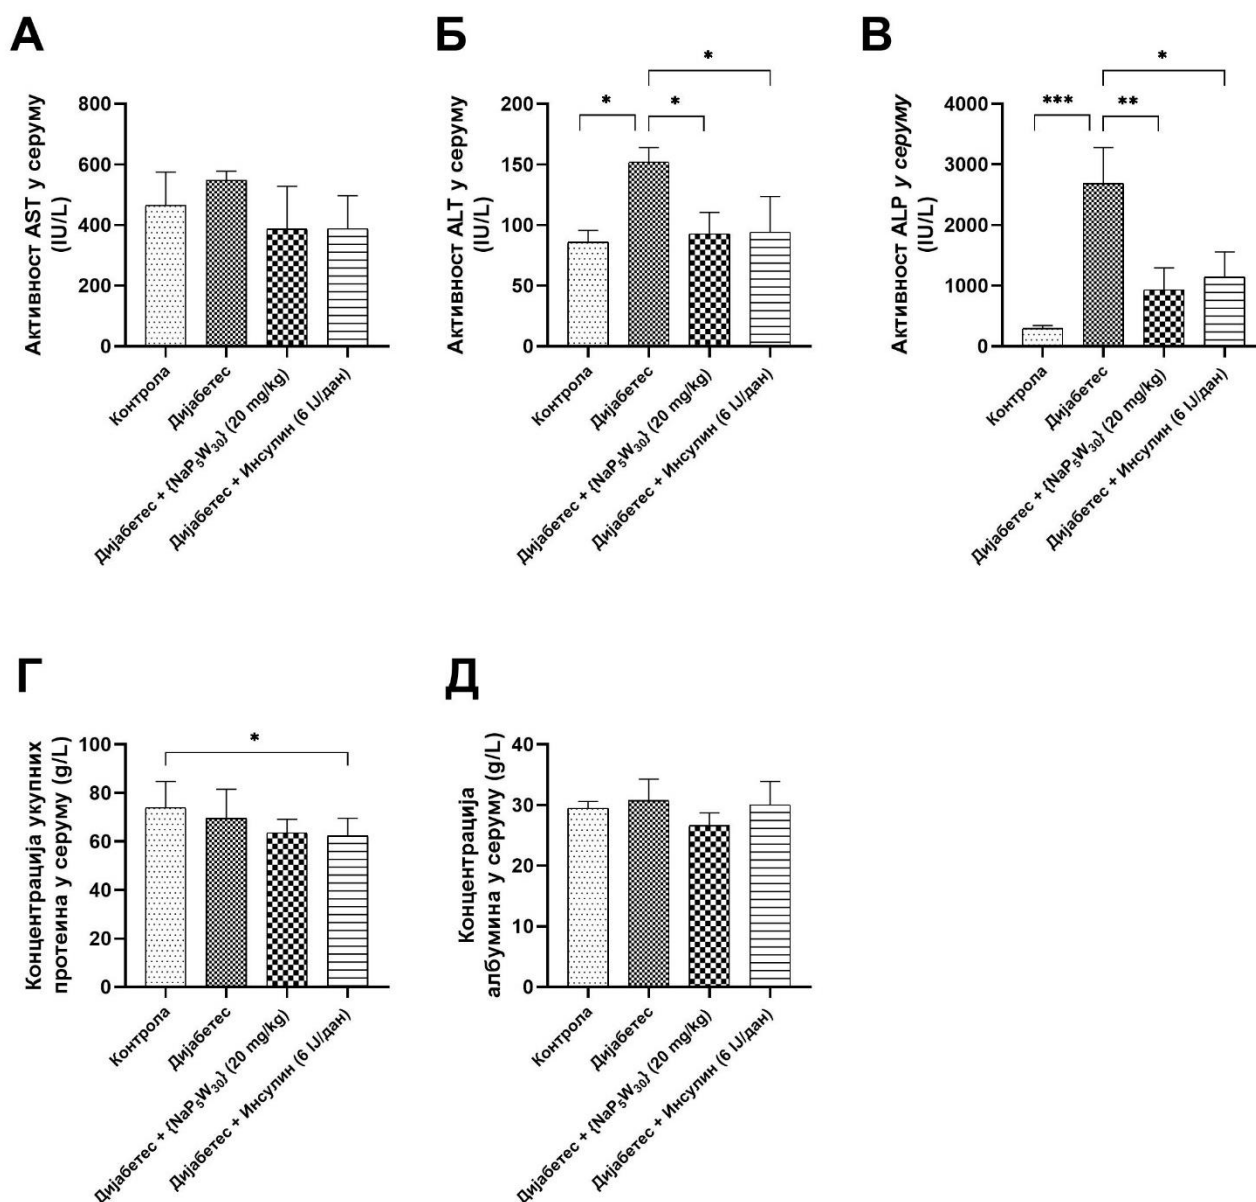 А
Активност AST у серуму
(IU/L)
800
600
400
200
0
Контрола
Дијабетес
Дијабетес + {NaP₅W₃₀} (20 mg/kg)
Дијабетес + Инсулин (6 IJ/дан)
Б
Активност ALT у серуму
(IU/L)
200
150
100
50
0
*
*
*
Контрола
Дијабетес
Дијабетес + {NaP₅W₃₀} (20 mg/kg)
Дијабетес + Инсулин (6 IJ/дан)
В
Активност ALP у серуму
(IU/L)
4000
3000
2000
1000
0
*
***
**
Контрола
Дијабетес
Дијабетес + {NaP₅W₃₀} (20 mg/kg)
Дијабетес + Инсулин (6 IJ/дан)
Г
Концентрација укупних
протеина у серуму (g/L)
100
80
60
40
20
0
*
Контрола
Дијабетес
Дијабетес + {NaP₅W₃₀} (20 mg/kg)
Дијабетес + Инсулин (6 IJ/дан)
Д
Концентрација
албумина у серуму (g/L)
40
30
20
10
0
Контрола
Дијабетес
Дијабетес + {NaP₅W₃₀} (20 mg/kg)
Дијабетес + Инсулин (6 IJ/дан)